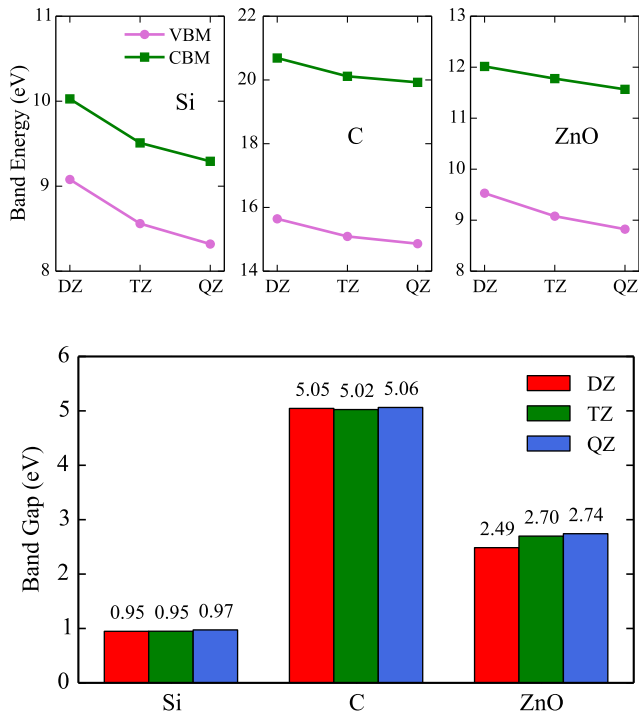 11
10
9
8
Band Energy (eV)
VBM
CBM
Si
DZ TZ QZ
22
20
18
16
14
C
DZ TZ QZ
13
12
11
10
9
8
ZnO
DZ TZ QZ
6
5
4
3
2
1
0
Band Gap (eV)
0.95 0.95 0.97
5.05 5.02 5.06
2.49 2.70 2.74
DZ
TZ
QZ
Si C ZnO